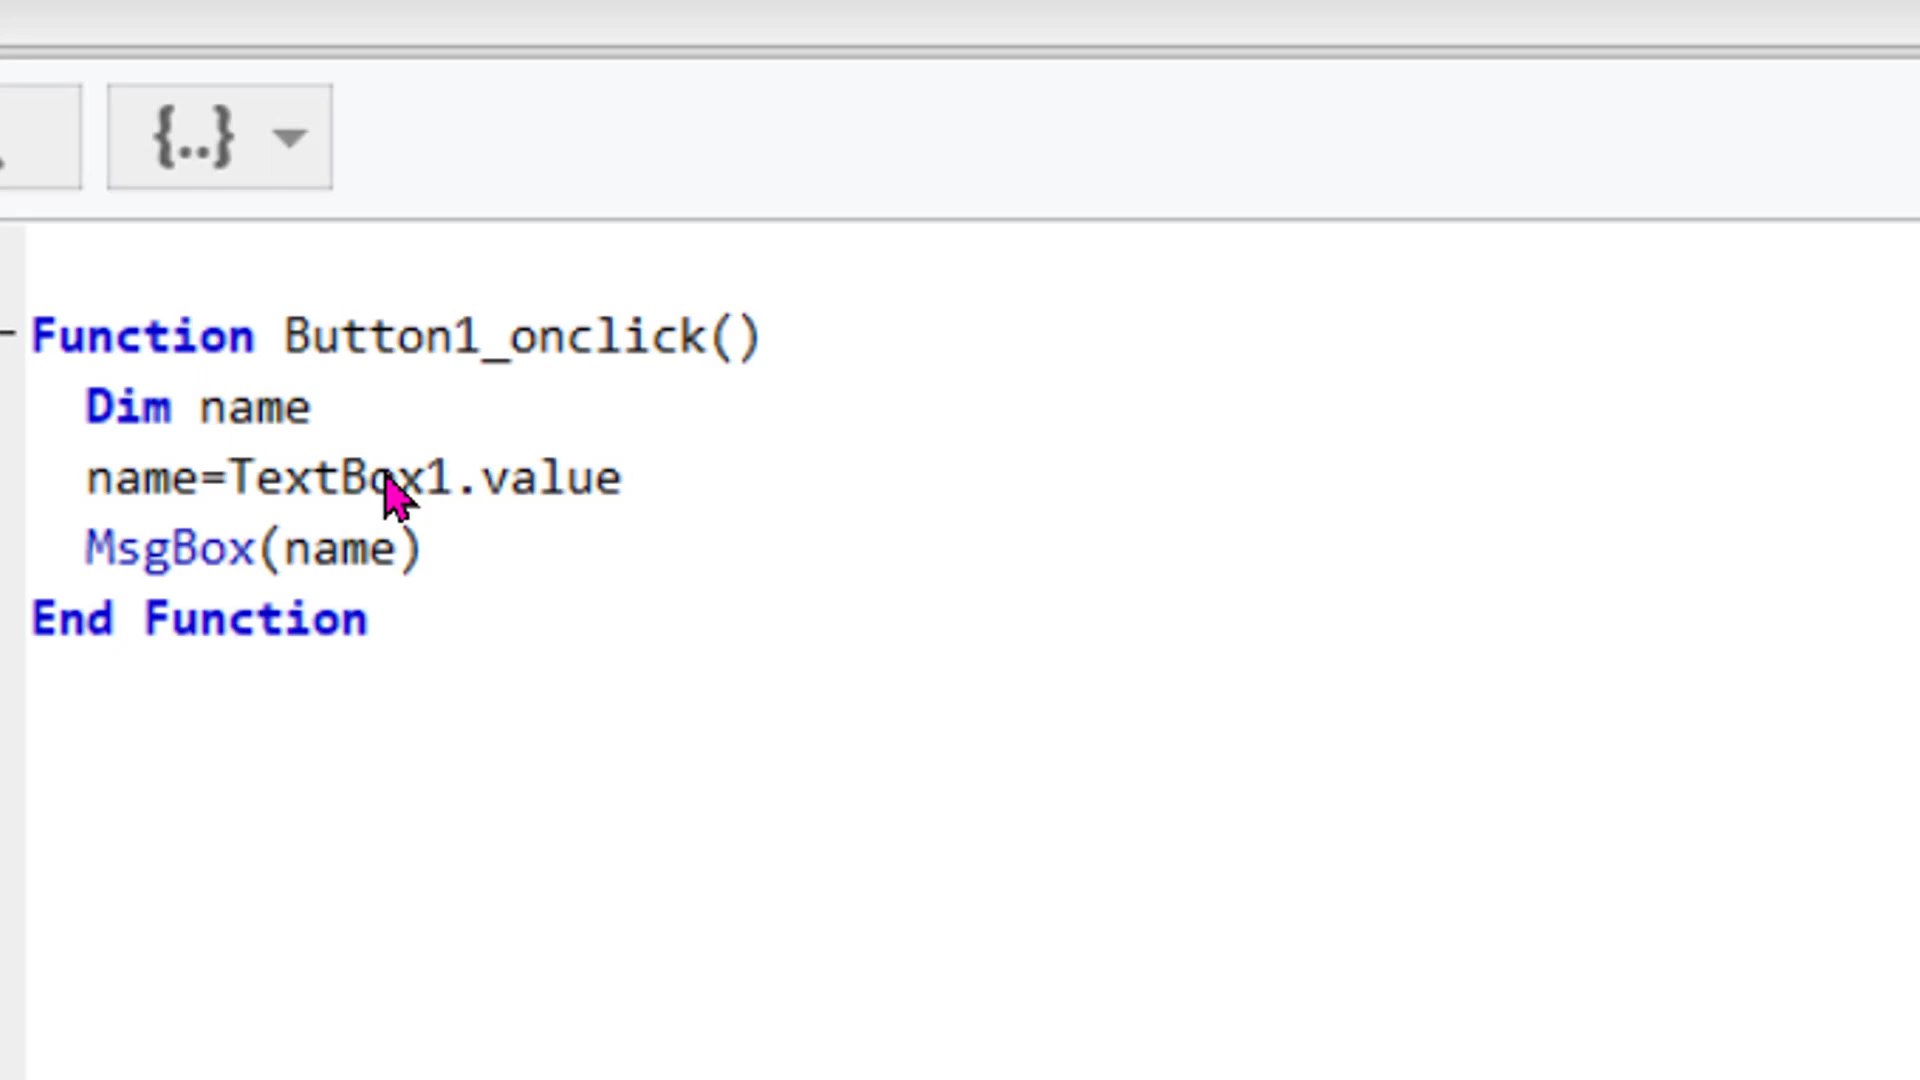 {..}
Function Button1_onclick()
Dim name
name=TextBox1.value
MsgBox(name)
End Function